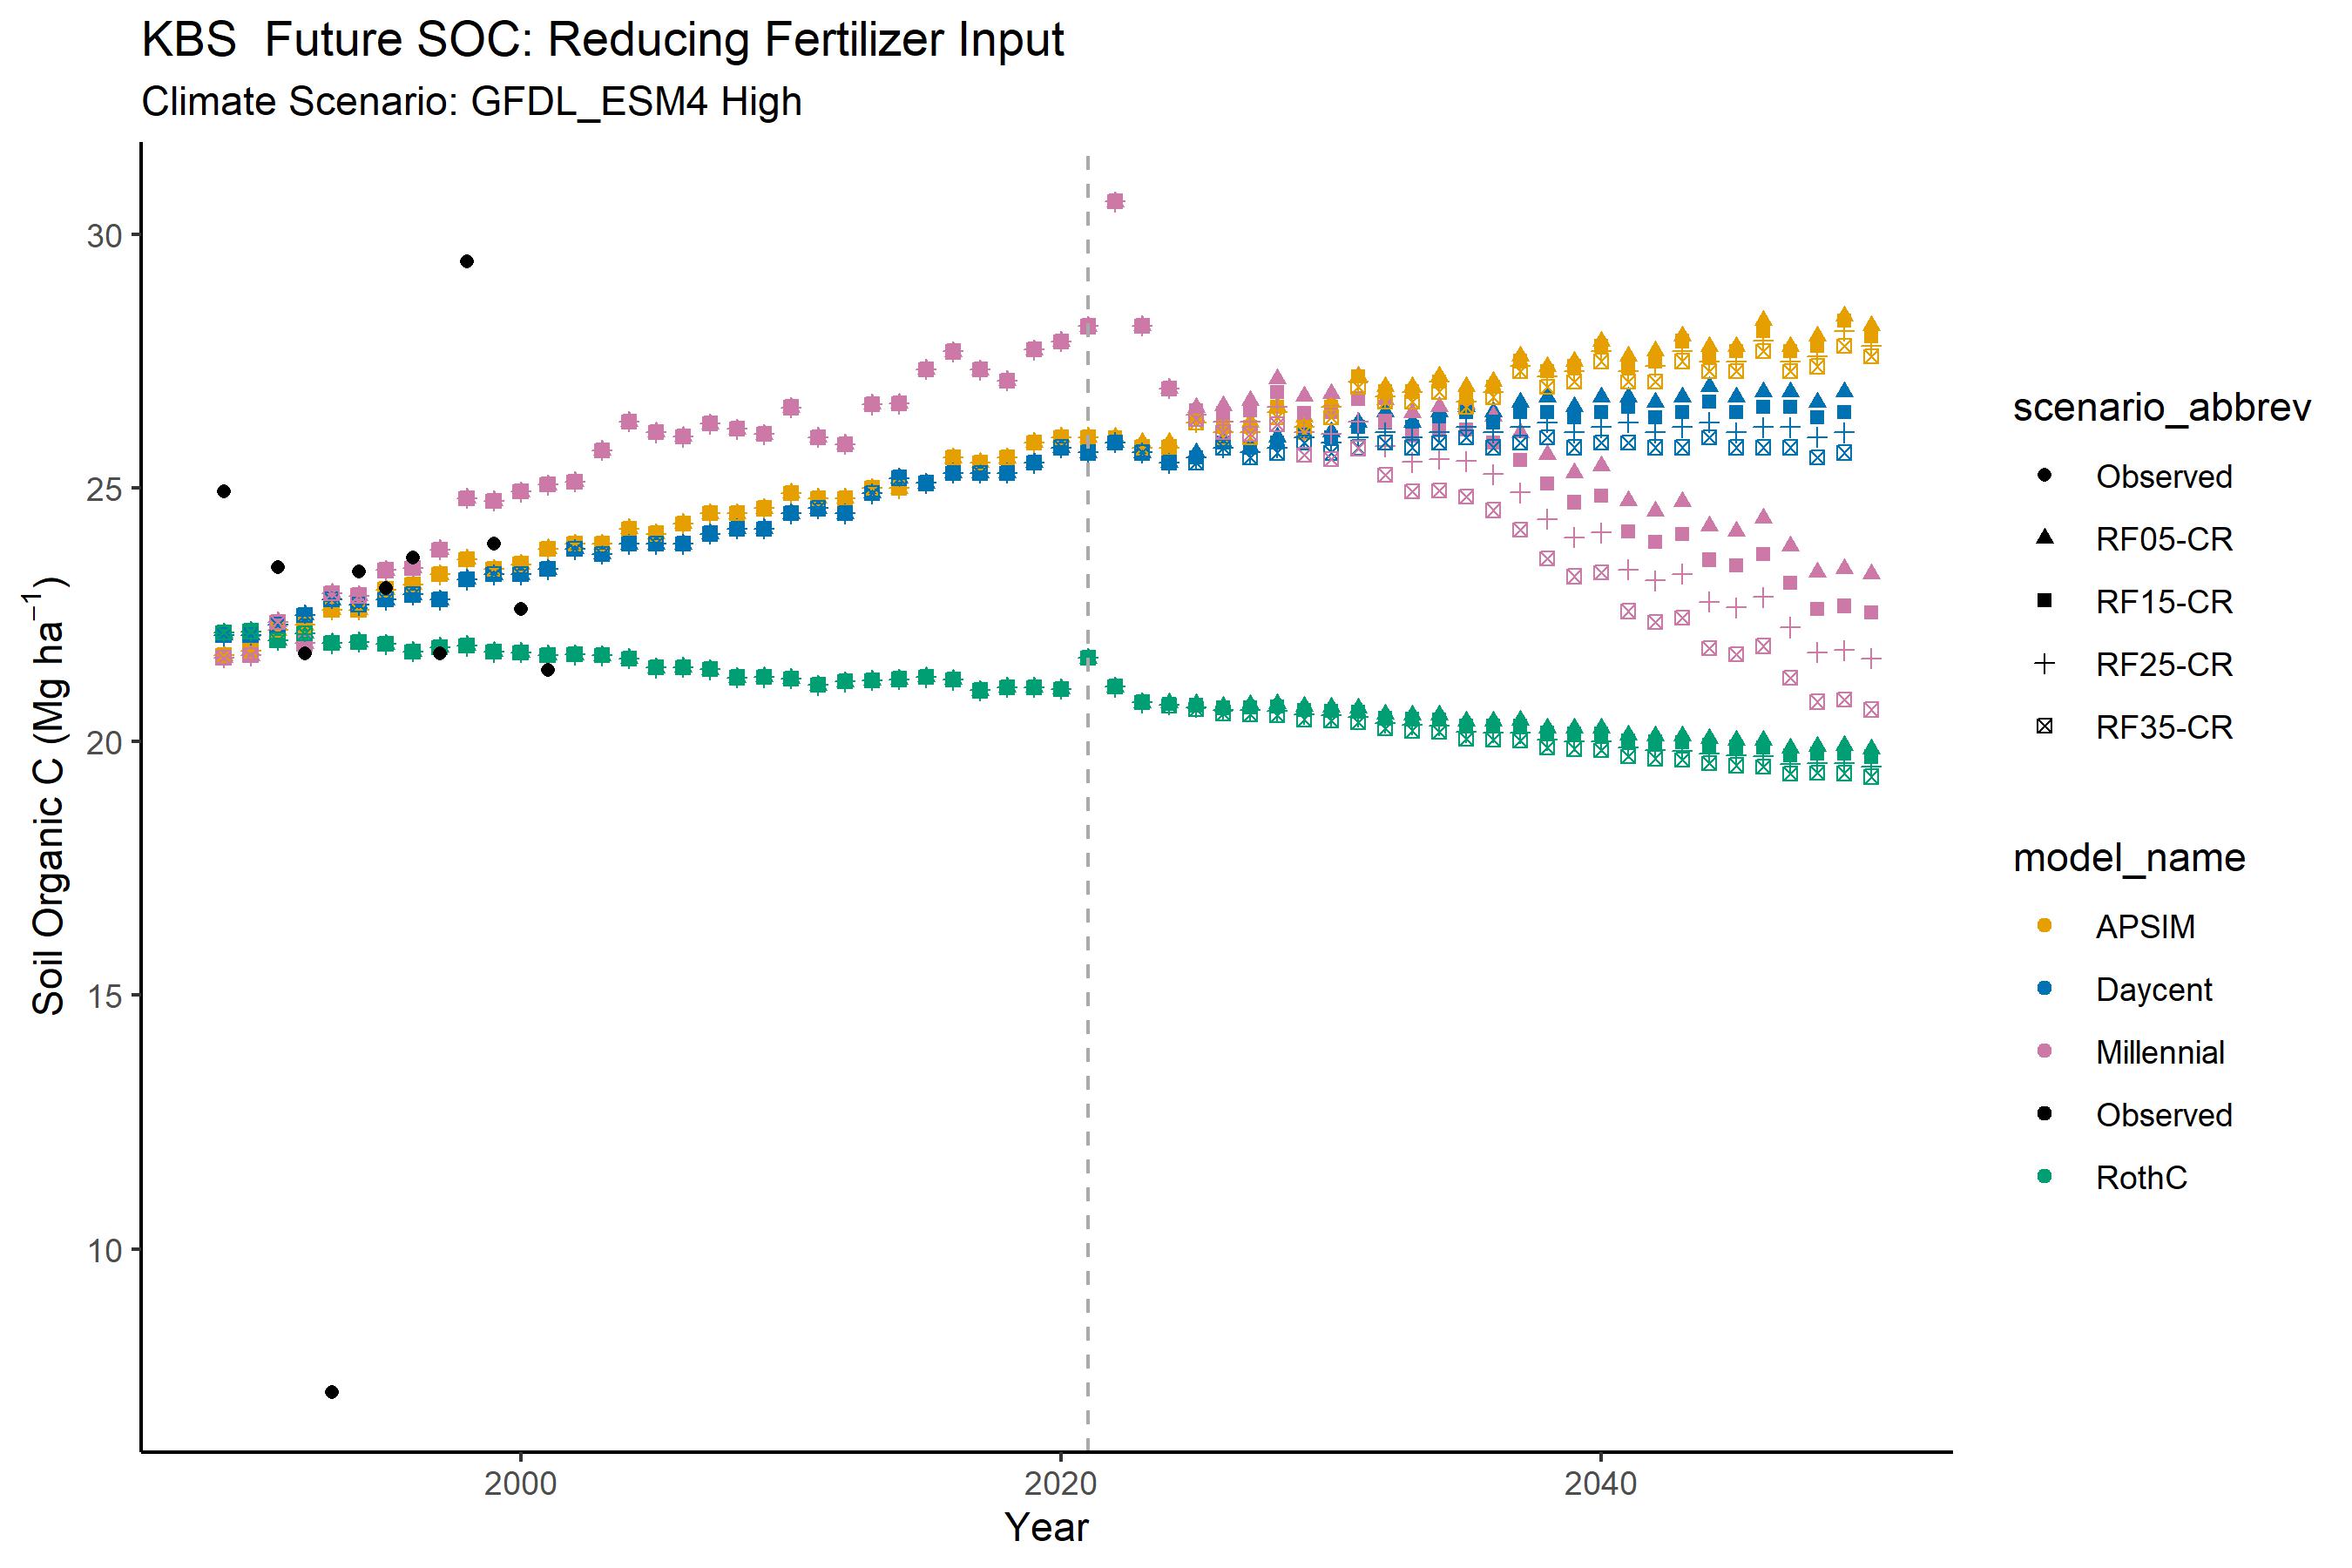 KBS  Future SOC: Reducing Fertilizer Input
Climate Scenario: GFDL_ESM4 High
Soil Organic C (Mg ha⁻¹)
30
25
20
15
10
2000
2020
2040
Year
scenario_abbrev
Observed
RF05-CR
RF15-CR
RF25-CR
RF35-CR
model_name
APSIM
Daycent
Millennial
Observed
RothC